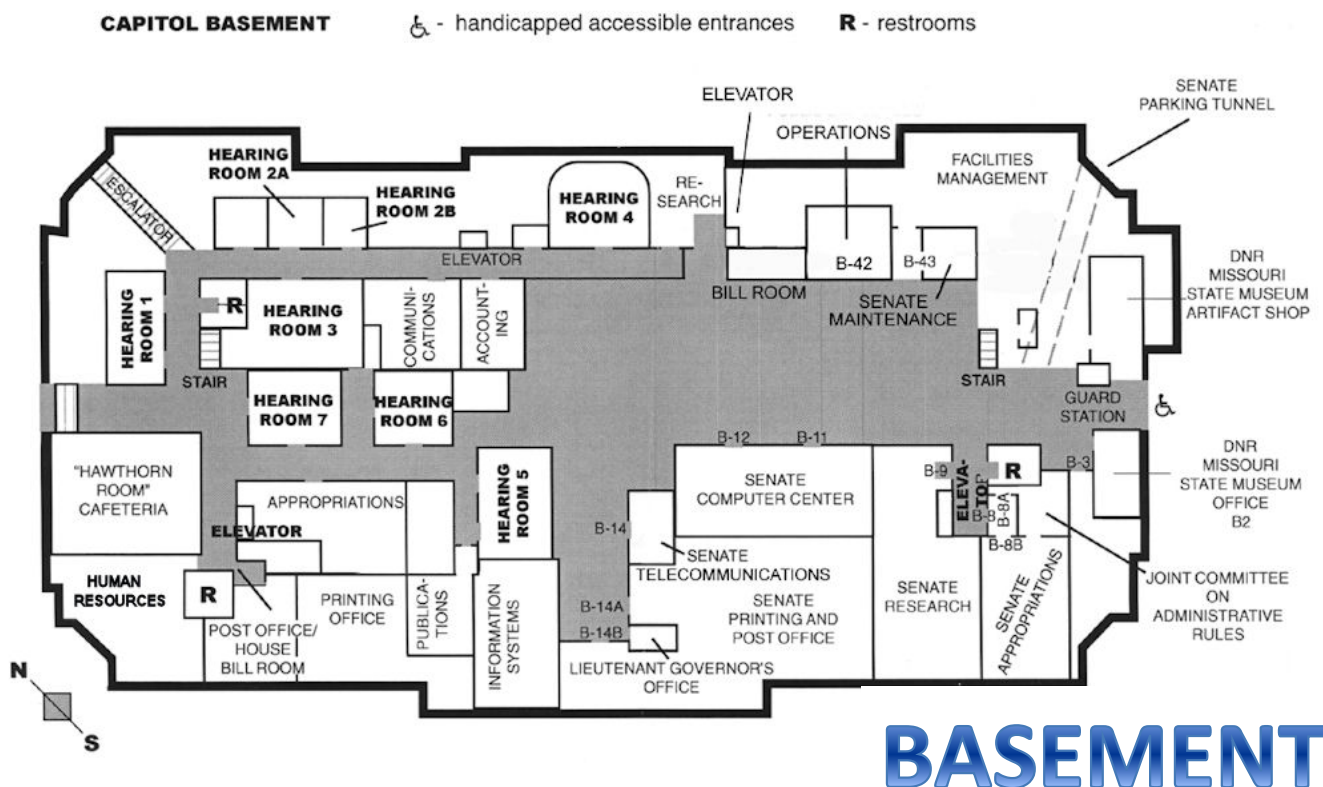 CAPITOL BASEMENT
♿ - handicapped accessible entrances
R - restrooms
SENATE
PARKING TUNNEL
ELEVATOR
OPERATIONS
FACILITIES
MANAGEMENT
HEARING
ROOM 2A
HEARING
ROOM 2B
HEARING
ROOM 4
RE-
SEARCH
ESCALATOR
ELEVATOR
B-42
B-43
BILL ROOM
SENATE
MAINTENANCE
DNR
MISSOURI
STATE MUSEUM
ARTIFACT SHOP
HEARING
ROOM 1
R
HEARING
ROOM 3
COMMUNI-
CATIONS
ACCOUNT-
ING
STAIR
STAIR
GUARD
STATION
HEARING
ROOM 7
HEARING
ROOM 6
B-12
B-11
"HAWTHORN
ROOM"
CAFETERIA
APPROPRIATIONS
ELEVATOR
HEARING
ROOM 5
SENATE
COMPUTER CENTER
B-9
ELEVA-
TOR
R
B-3
DNR
MISSOURI
STATE MUSEUM
OFFICE
B2
B-14
B-8
B-8A
B-8B
SENATE
TELECOMMUNICATIONS
HUMAN
RESOURCES
R
POST OFFICE/
HOUSE
BILL ROOM
PRINTING
OFFICE
PUBLICA-
TIONS
INFORMATION
SYSTEMS
B-14A
B-14B
LIEUTENANT GOVERNOR'S
OFFICE
SENATE
PRINTING AND
POST OFFICE
SENATE
RESEARCH
SENATE
APPROPRIATIONS
JOINT COMMITTEE
ON
ADMINISTRATIVE
RULES
N
S
BASEMENT